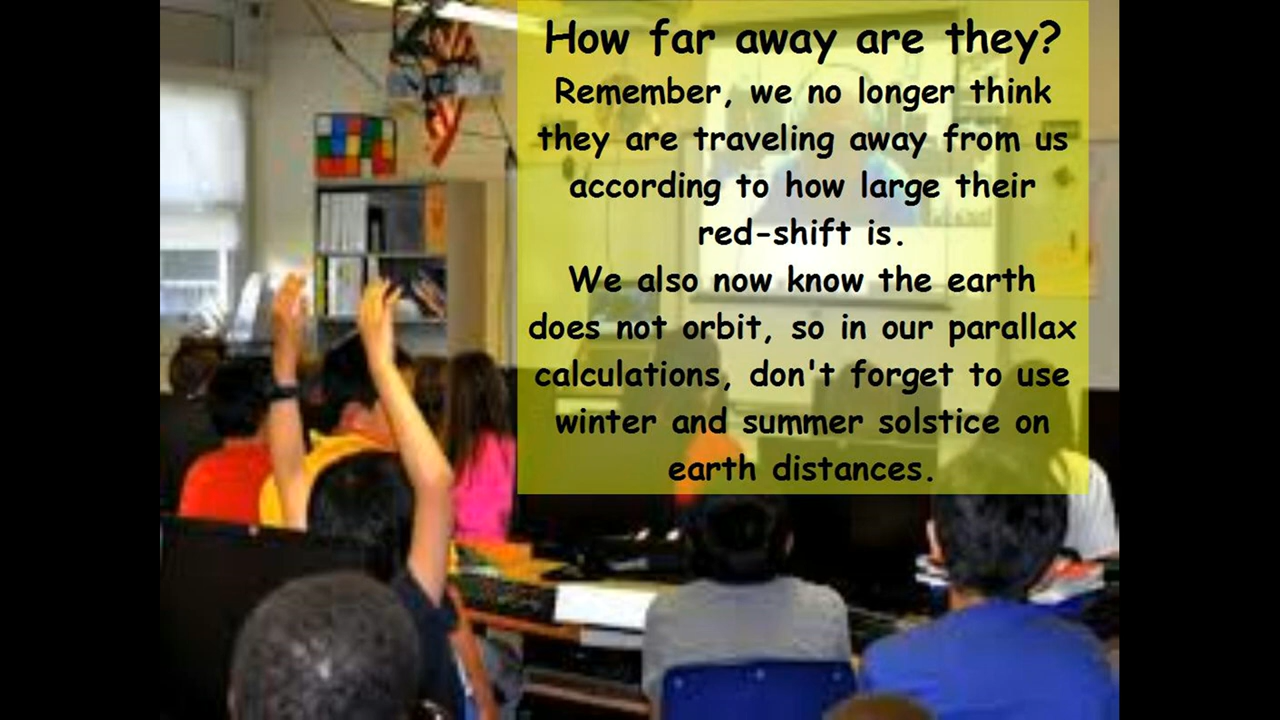 How far away are they?
Remember, we no longer think
they are traveling away from us
according to how large their
red-shift is.
We also now know the earth
does not orbit, so in our parallax
calculations, don't forget to use
winter and summer solstice on
earth distances.